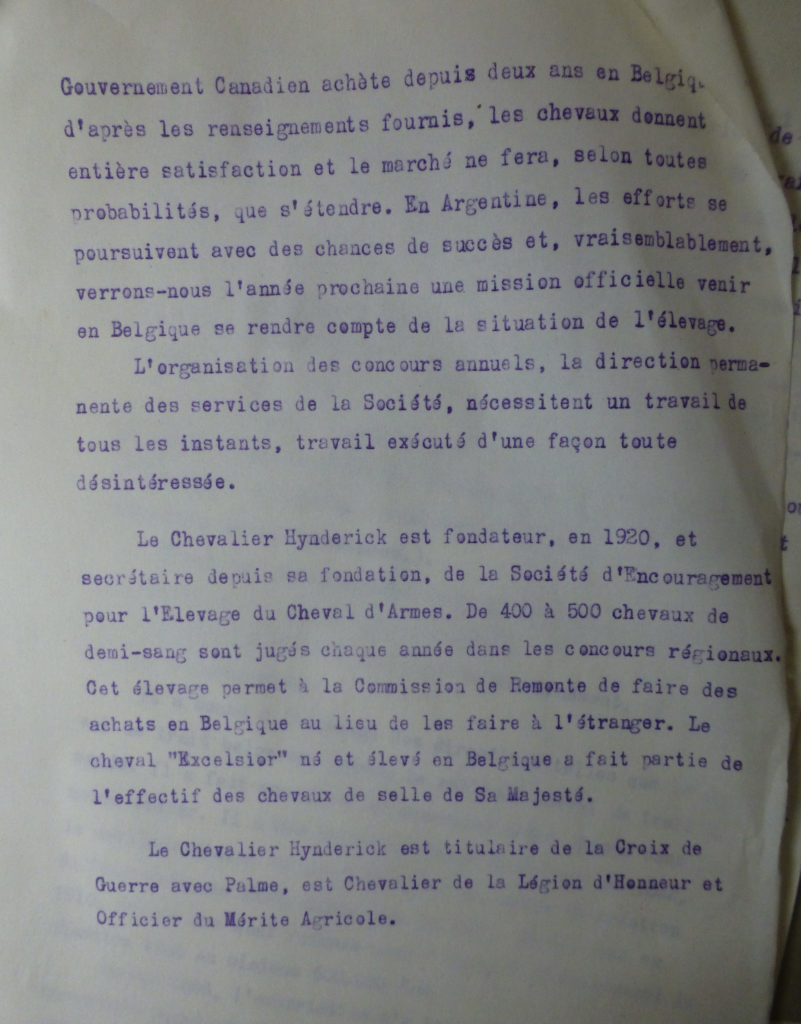 Gouvernement Canadien achète depuis deux ans en Belgiq
d'après les renseignements fournis, les chevaux donnent
entière satisfaction et le marché ne fera, selon toutes
probabilités, que s'étendre. En Argentine, les efforts se
poursuivent avec des chances de succès et, vraisemblablement,
verrons-nous l'année prochaine une mission officielle venir
en Belgique se rendre compte de la situation de l'élevage.
L'organisation des concours annuels, la direction perma-
nente des services de la Société, nécessitent un travail de
tous les instants, travail exécuté d'une façon toute
désintéressée.
Le Chevalier Hynderick est fondateur, en 1920, et
secrétaire depuis sa fondation, de la Société d'Encouragement
pour l'Elevage du Cheval d'Armes. De 400 à 500 chevaux de
demi-sang sont jugés chaque année dans les concours régionaux.
Cet élevage permet à la Commission de Remonte de faire des
achats en Belgique au lieu de les faire à l'étranger. Le
cheval "Excelsior" né et élevé en Belgique a fait partie de
l'effectif des chevaux de selle de Sa Majesté.
Le Chevalier Hynderick est titulaire de la Croix de
Guerre avec Palme, est Chevalier de la Légion d'Honneur et
Officier du Mérite Agricole.